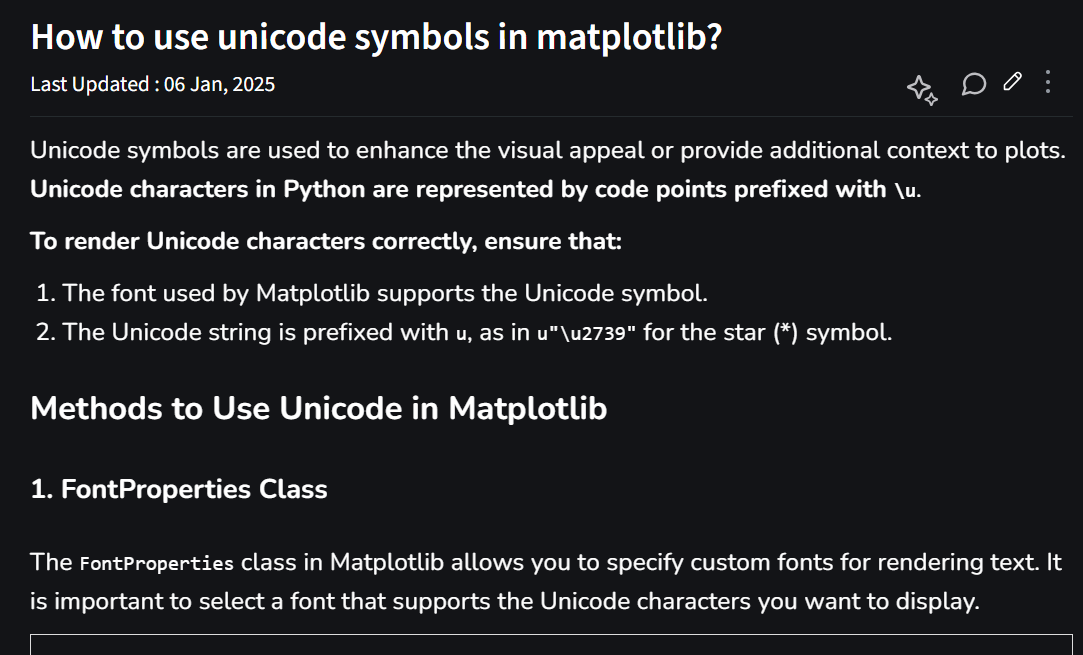 How to use unicode symbols in matplotlib?
Last Updated : 06 Jan, 2025
Unicode symbols are used to enhance the visual appeal or provide additional context to plots.
Unicode characters in Python are represented by code points prefixed with \u.
To render Unicode characters correctly, ensure that:
1. The font used by Matplotlib supports the Unicode symbol.
2. The Unicode string is prefixed with u, as in u"\u2739" for the star (*) symbol.
Methods to Use Unicode in Matplotlib
1. FontProperties Class
The FontProperties class in Matplotlib allows you to specify custom fonts for rendering text. It
is important to select a font that supports the Unicode characters you want to display.